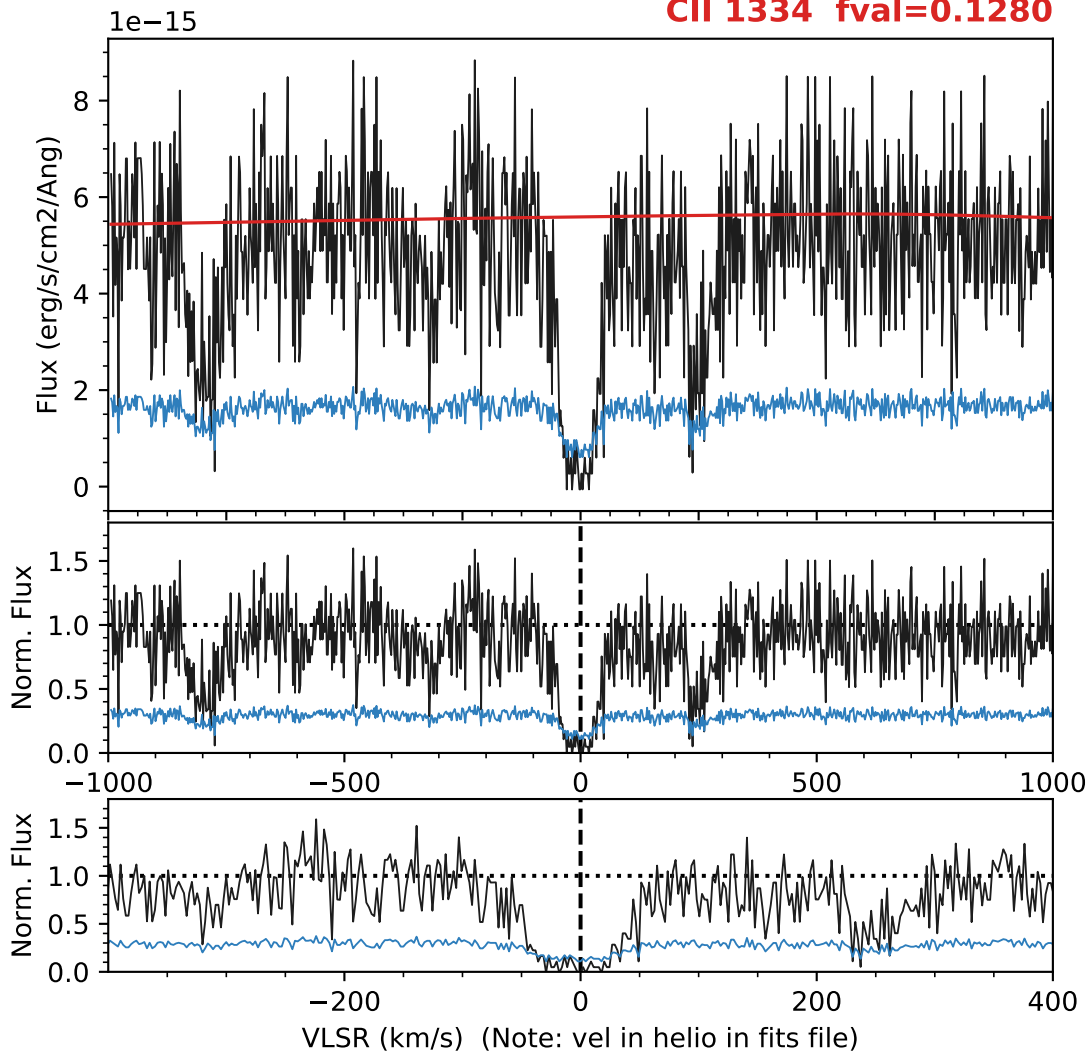 1e−15
CII 1334 fval=0.1280
8
6
4
2
0
Flux (erg/s/cm2/Ang)
1.5
1.0
0.5
0.0
Norm. Flux
−1000 −500 0 500 1000
1.5
1.0
0.5
0.0
Norm. Flux
−200 0 200 400
VLSR (km/s) (Note: vel in helio in fits file)